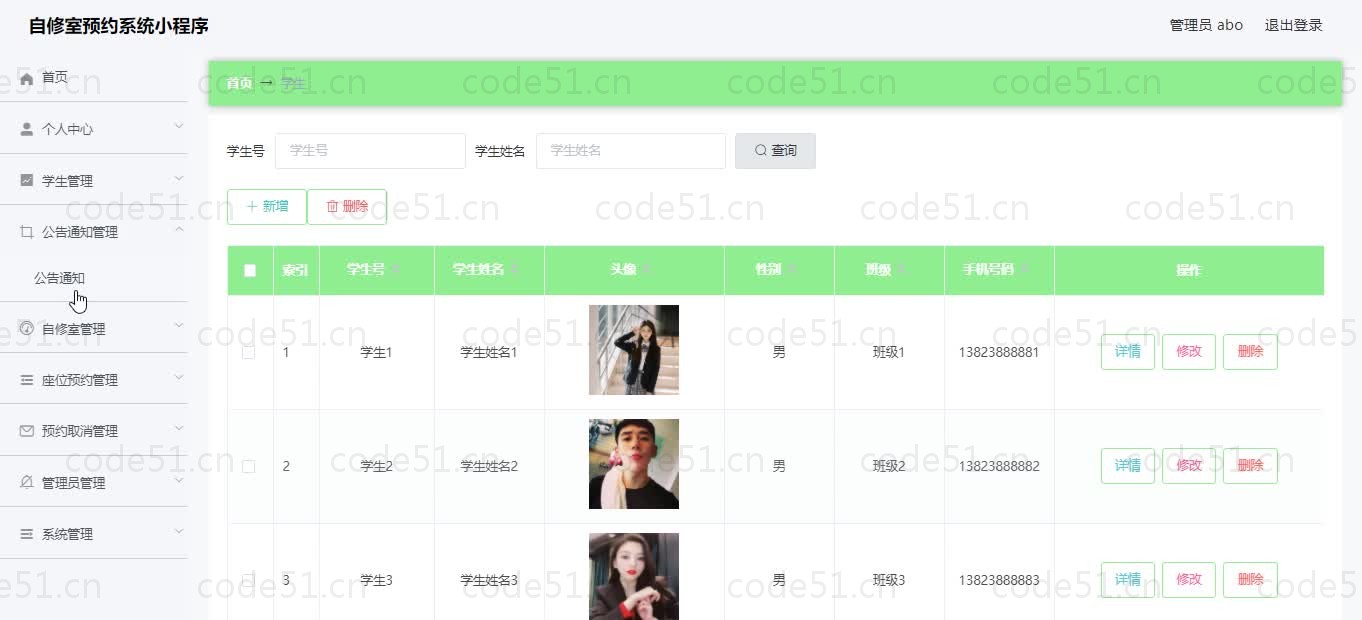 自修室预约系统小程序
管理员 abo 退出登录
首页
个人中心
学生管理
公告通知管理
公告通知
自修室管理
座位预约管理
预约取消管理
管理员管理
系统管理
首页 → 学生
学生号 学生号 学生姓名 学生姓名 查询
+ 新增 删除
索引 学生号 学生姓名 头像 性别 班级 手机号码 操作
1 学生1 学生姓名1 男 班级1 13823888881 详情 修改 删除
2 学生2 学生姓名2 男 班级2 13823888882 详情 修改 删除
3 学生3 学生姓名3 男 班级3 13823888883 详情 修改 删除
code51.cn